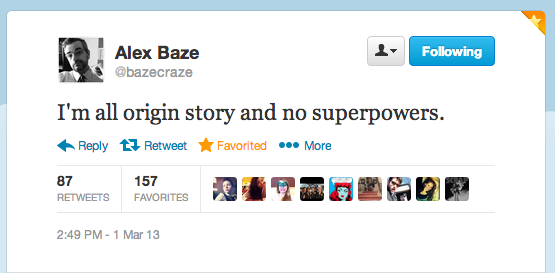 Alex Baze
@bazecraze
Following
I'm all origin story and no superpowers.
Reply Retweet Favorited More
87 157
RETWEETS FAVORITES
2:49 PM - 1 Mar 13